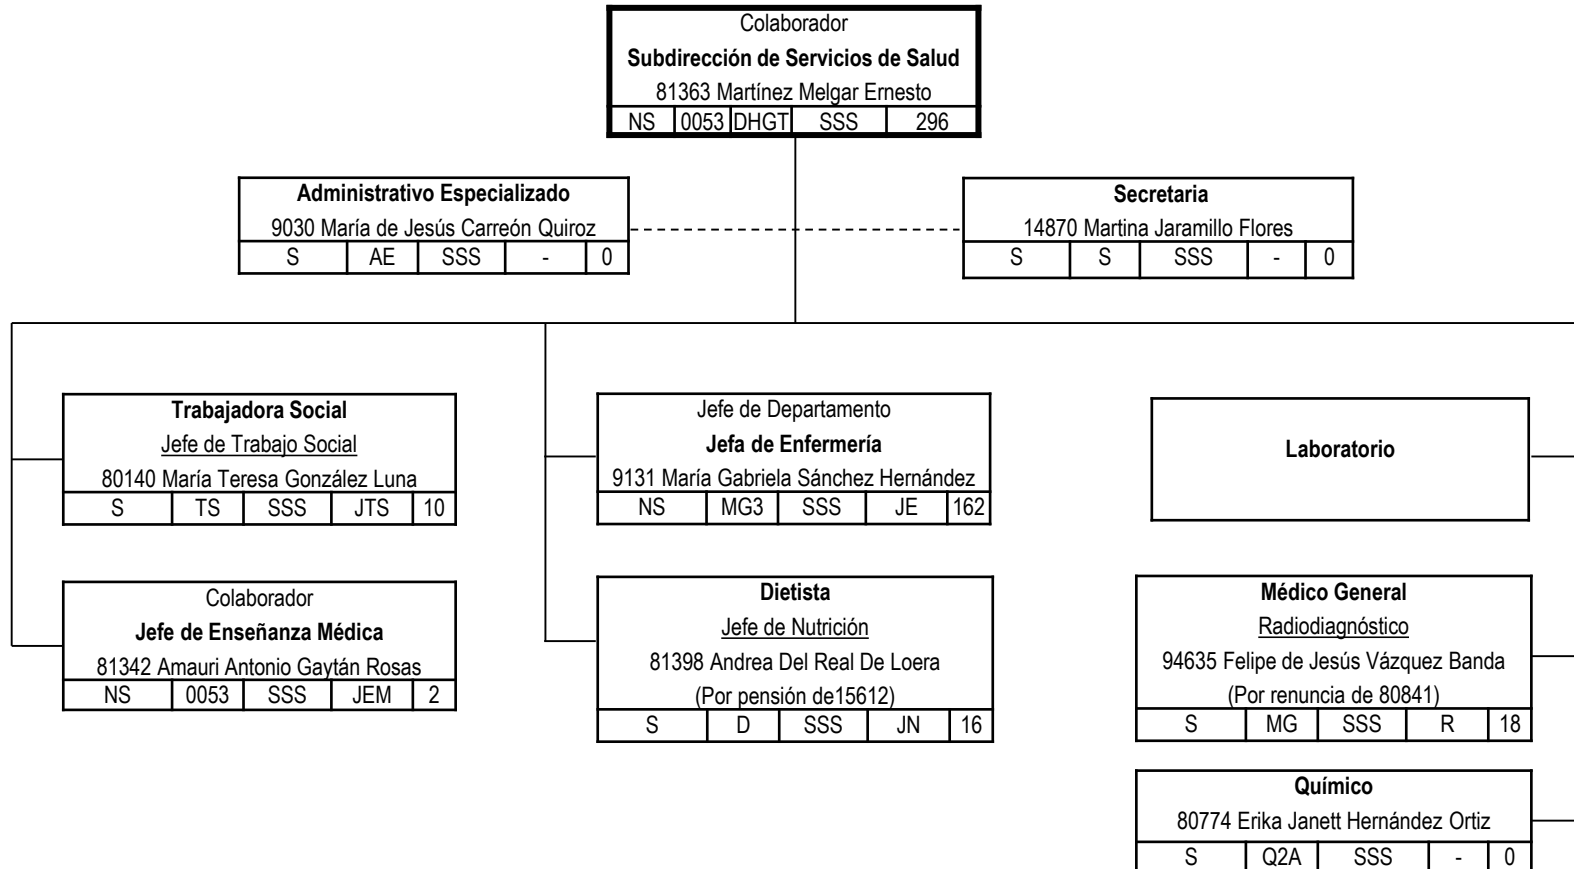 Colaborador
Subdirección de Servicios de Salud
81363 Martínez Melgar Ernesto
NS 0053 DHGT SSS 296
Administrativo Especializado
9030 María de Jesús Carreón Quiroz
S AE SSS - 0
Secretaria
14870 Martina Jaramillo Flores
S S SSS - 0
Trabajadora Social
Jefe de Trabajo Social
80140 María Teresa González Luna
S TS SSS JTS 10
Jefe de Departamento
Jefa de Enfermería
9131 María Gabriela Sánchez Hernández
NS MG3 SSS JE 162
Laboratorio
Colaborador
Jefe de Enseñanza Médica
81342 Amauri Antonio Gaytán Rosas
NS 0053 SSS JEM 2
Dietista
Jefe de Nutrición
81398 Andrea Del Real De Loera
(Por pensión de15612)
S D SSS JN 16
Médico General
Radiodiagnóstico
94635 Felipe de Jesús Vázquez Banda
(Por renuncia de 80841)
S MG SSS R 18
Químico
80774 Erika Janett Hernández Ortiz
S Q2A SSS - 0